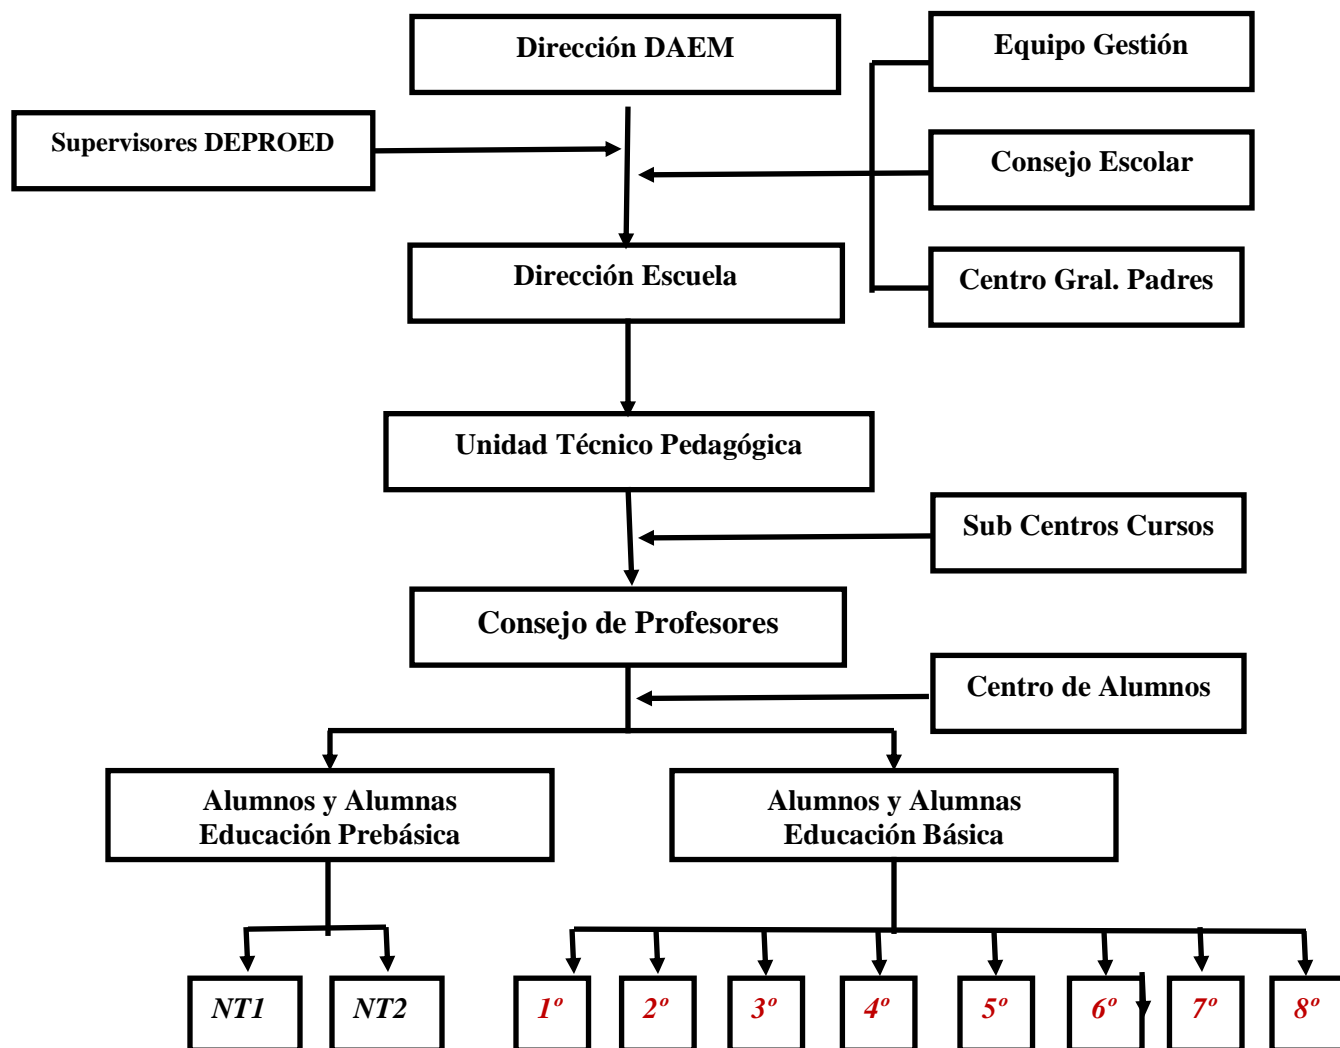 Dirección DAEM
Equipo Gestión
Supervisores DEPROED
Consejo Escolar
Dirección Escuela
Centro Gral. Padres
Unidad Técnico Pedagógica
Sub Centros Cursos
Consejo de Profesores
Centro de Alumnos
Alumnos y Alumnas
Educación Prebásica
Alumnos y Alumnas
Educación Básica
NT1
NT2
1º
2º
3º
4º
5º
6º
7º
8º